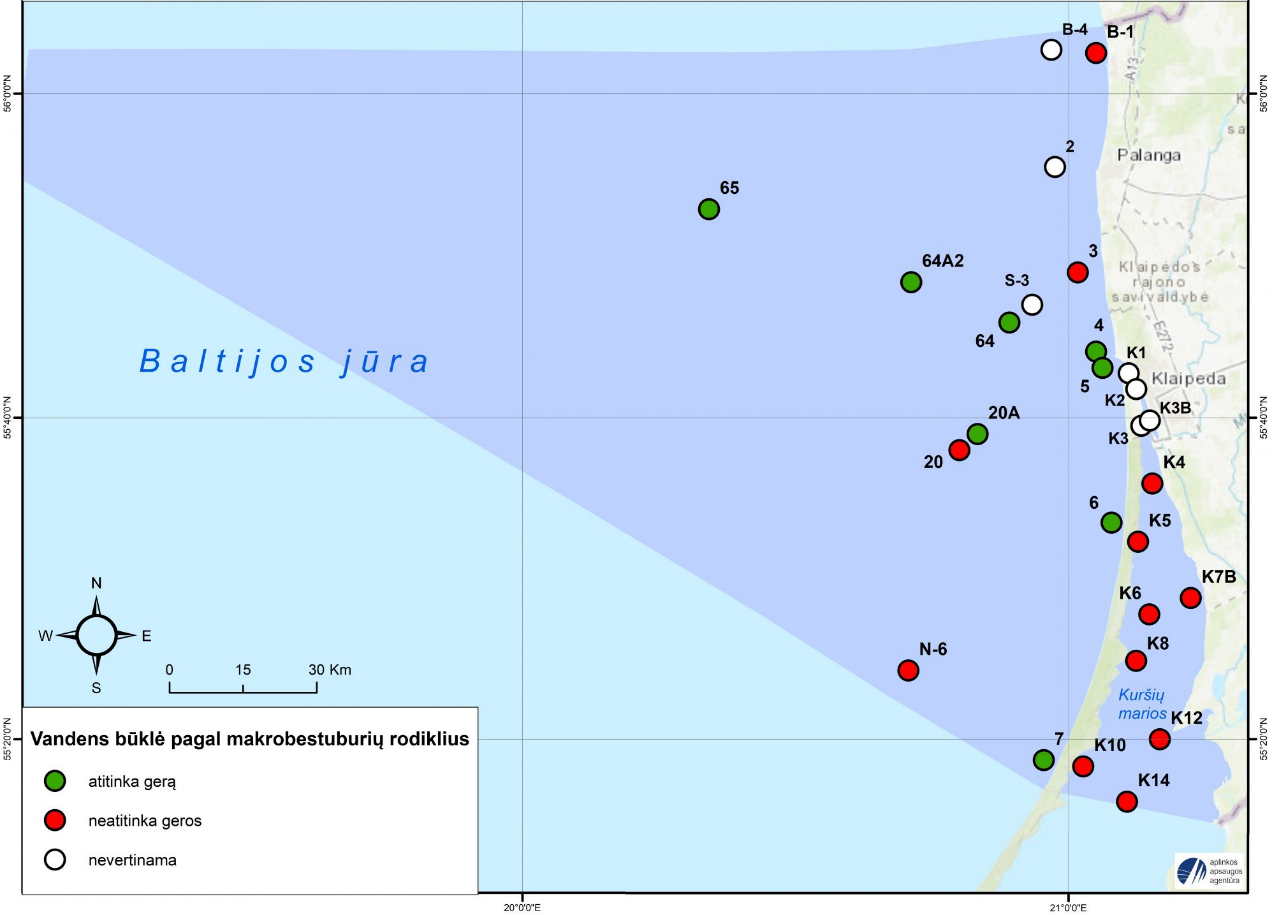 B-4
B-1
A13
56°0'0"N
56°0'0"N
2
Palanga
65
3
64A2
Klaipėdos
rajono
savivaldybė
S-3
64
4
E272
Baltijos jūra
K1
5
K2
Klaipėda
K3B
20A
K3
55°40'0"N
55°40'0"N
20
K4
6
K5
N
W
E
S
K7B
K6
0 15 30 Km
N-6
K8
Kuršių
marios
K12
7
K10
55°20'0"N
55°20'0"N
K14
Vandens būklė pagal makrobestuburių rodiklius
atitinka gerą
neatitinka geros
nevertinama
aplinkos
apsaugos
agentūra
20°0'0"E
21°0'0"E